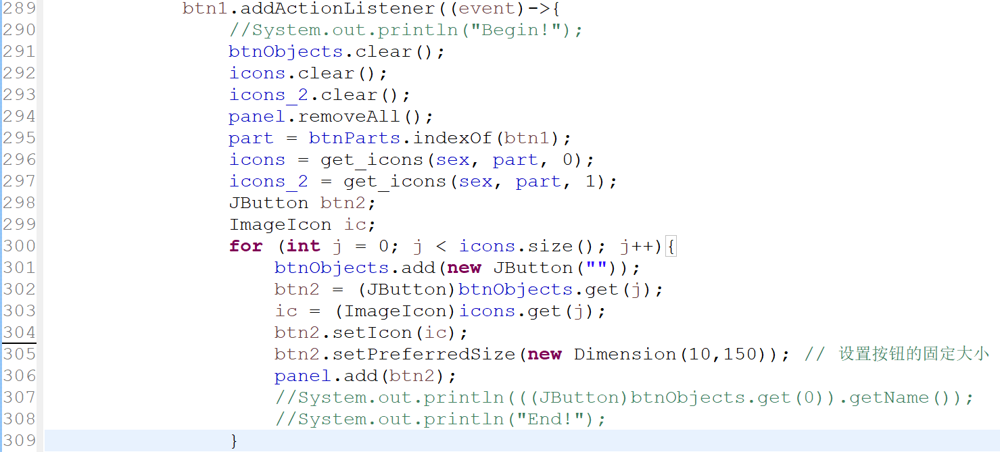 289 btn1.addActionListener((event)->{
290 //System.out.println("Begin!");
291 btnObjects.clear();
292 icons.clear();
293 icons_2.clear();
294 panel.removeAll();
295 part = btnParts.indexOf(btn1);
296 icons = get_icons(sex, part, 0);
297 icons_2 = get_icons(sex, part, 1);
298 JButton btn2;
299 ImageIcon ic;
300 for (int j = 0; j < icons.size(); j++){
301 btnObjects.add(new JButton(""));
302 btn2 = (JButton)btnObjects.get(j);
303 ic = (ImageIcon)icons.get(j);
304 btn2.setIcon(ic);
305 btn2.setPreferredSize(new Dimension(10,150)); // 设置按钮的固定大小
306 panel.add(btn2);
307 //System.out.println(((JButton)btnObjects.get(0)).getName());
308 //System.out.println("End!");
309 }